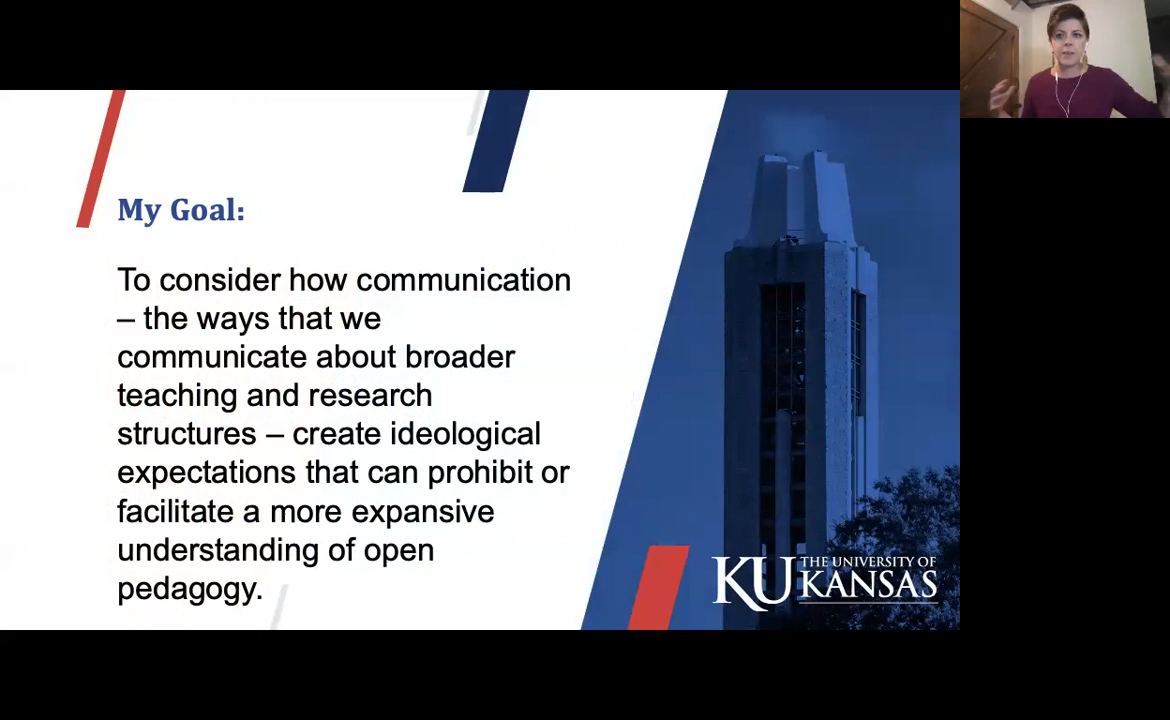 My Goal:
To consider how communication
– the ways that we
communicate about broader
teaching and research
structures – create ideological
expectations that can prohibit or
facilitate a more expansive
understanding of open
pedagogy.
KU THE UNIVERSITY OF
KANSAS